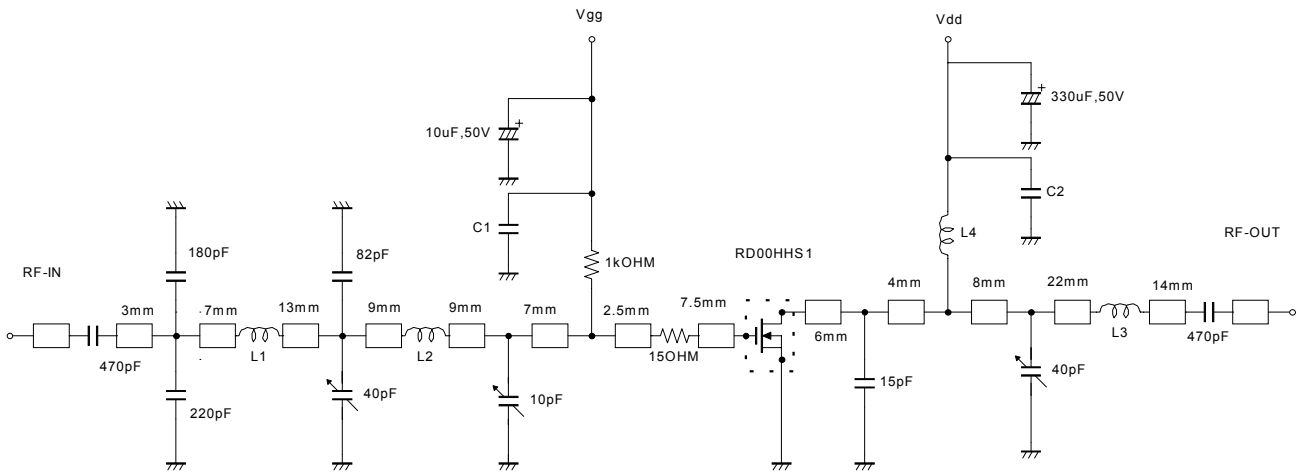 Vgg
Vdd
10uF,50V
+
+
330uF,50V
C1
C2
180pF
82pF
1kOHM
RD00HHS1
L4
RF-OUT
RF-IN
3mm
7mm
13mm
9mm
9mm
7mm
2.5mm
7.5mm
4mm
8mm
22mm
14mm
470pF
L1
L2
15OHM
6mm
L3
470pF
220pF
40pF
10pF
15pF
40pF